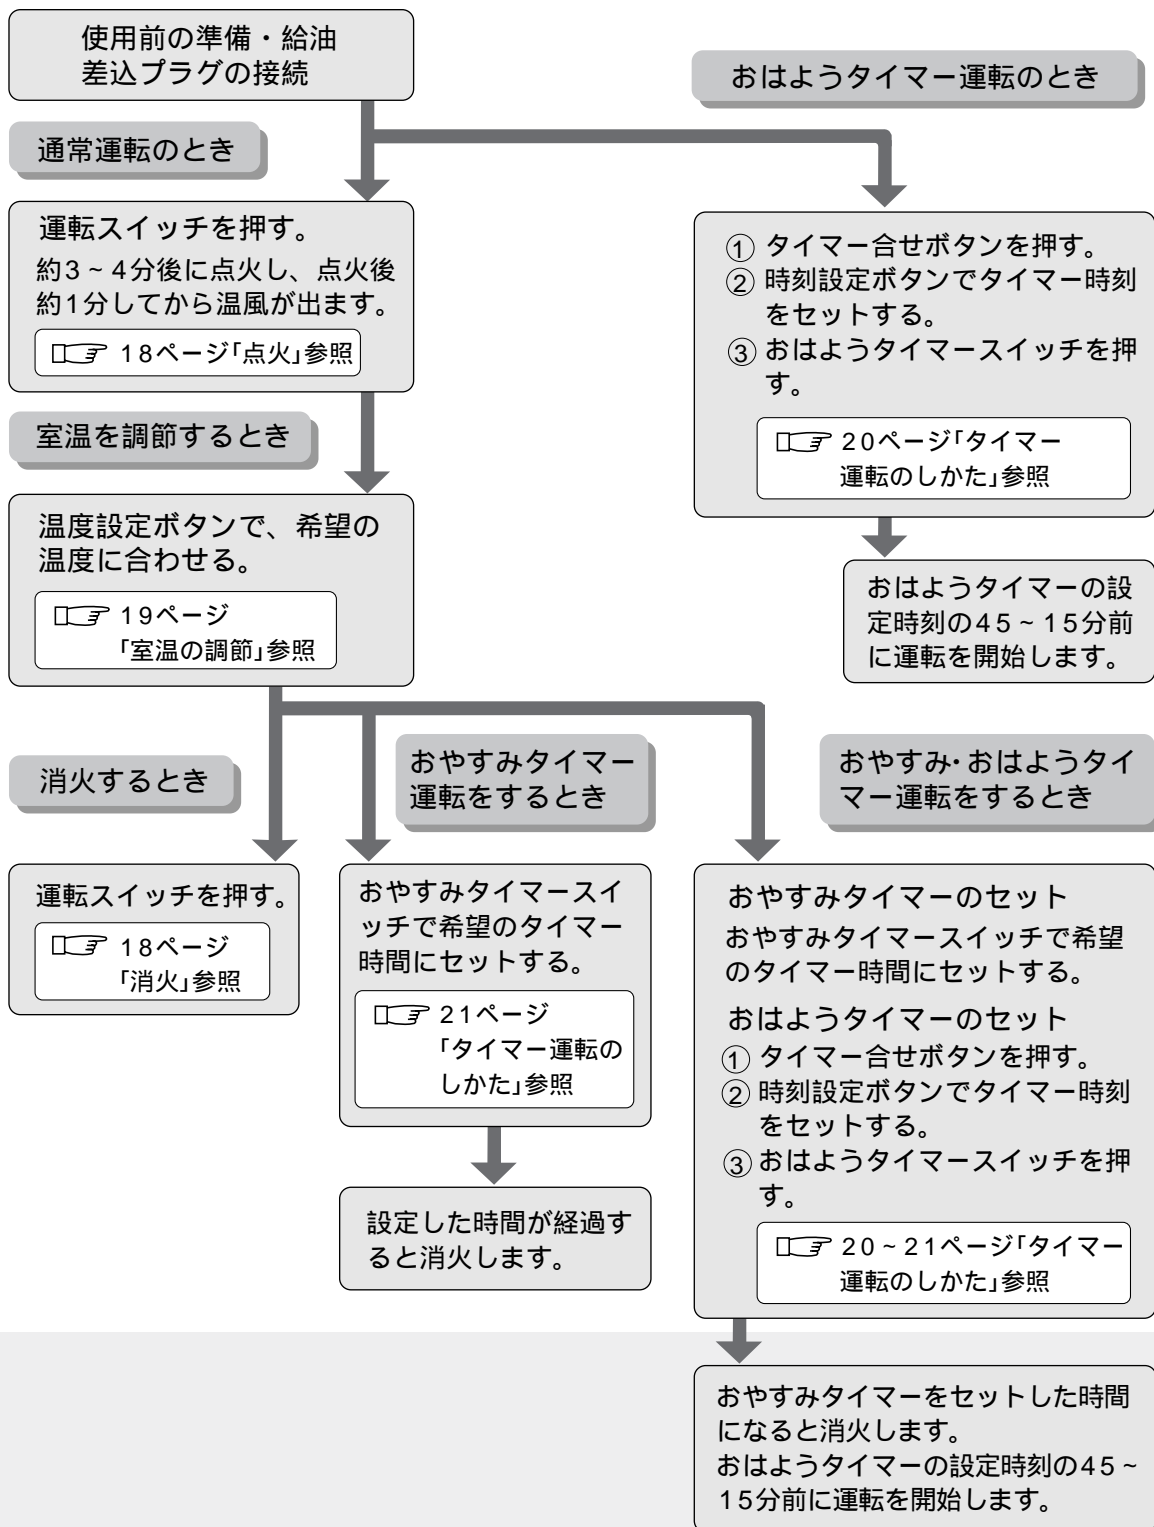 使用前の準備・給油
差込プラグの接続
おはようタイマー運転のとき
通常運転のとき
運転スイッチを押す。
約3~4分後に点火し、点火後
約1分してから温風が出ます。
18ページ「点火」参照
① タイマー合せボタンを押す。
② 時刻設定ボタンでタイマー時刻
をセットする。
③ おはようタイマースイッチを押
す。
20ページ「タイマー
運転のしかた」参照
室温を調節するとき
温度設定ボタンで、希望の
温度に合わせる。
19ページ
「室温の調節」参照
おはようタイマーの設
定時刻の45~15分前
に運転を開始します。
消火するとき
おやすみタイマー
運転をするとき
おやすみ・おはようタイ
マー運転をするとき
運転スイッチを押す。
18ページ
「消火」参照
おやすみタイマースイ
ッチで希望のタイマー
時間にセットする。
21ページ
「タイマー運転の
しかた」参照
設定した時間が経過す
ると消火します。
おやすみタイマーのセット
おやすみタイマースイッチで希望
のタイマー時間にセットする。
おはようタイマーのセット
① タイマー合せボタンを押す。
② 時刻設定ボタンでタイマー時刻
をセットする。
③ おはようタイマースイッチを押
す。
20~21ページ「タイマー
運転のしかた」参照
おやすみタイマーをセットした時間
になると消火します。
おはようタイマーの設定時刻の45~
15分前に運転を開始します。